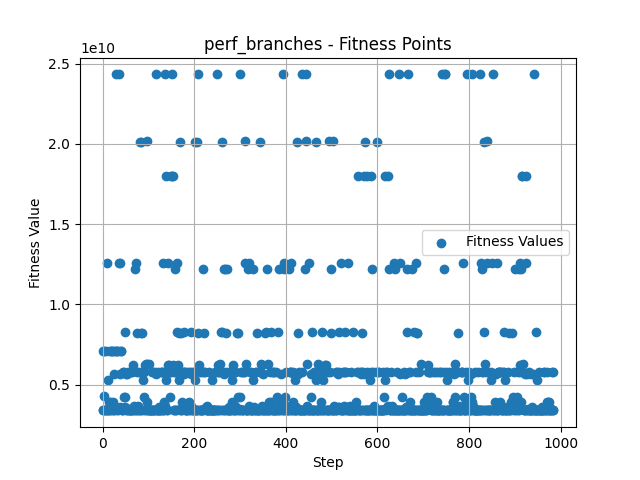 perf_branches - Fitness Points
1e10
2.5
2.0
1.5
1.0
0.5
Fitness Value
Fitness Values
0 200 400 600 800 1000
Step